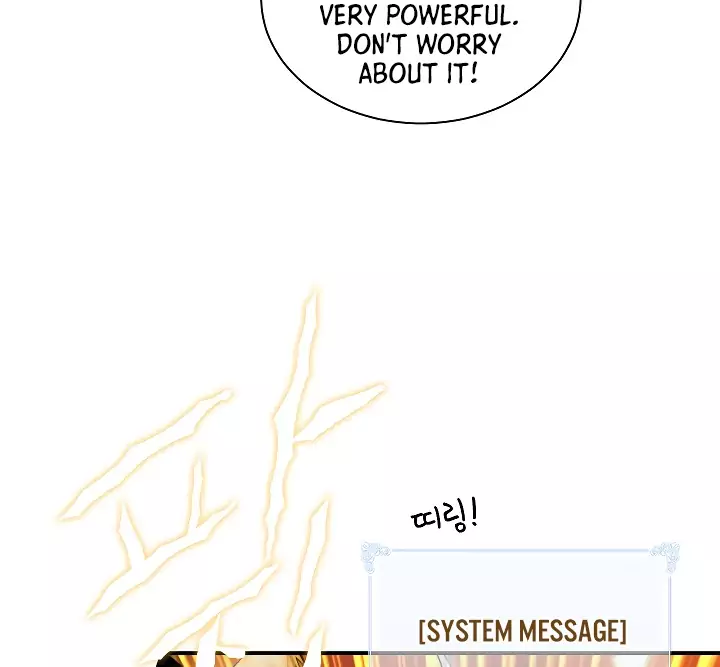 VERY POWERFUL.
DON'T WORRY
ABOUT IT!
띠링!
[SYSTEM MESSAGE]